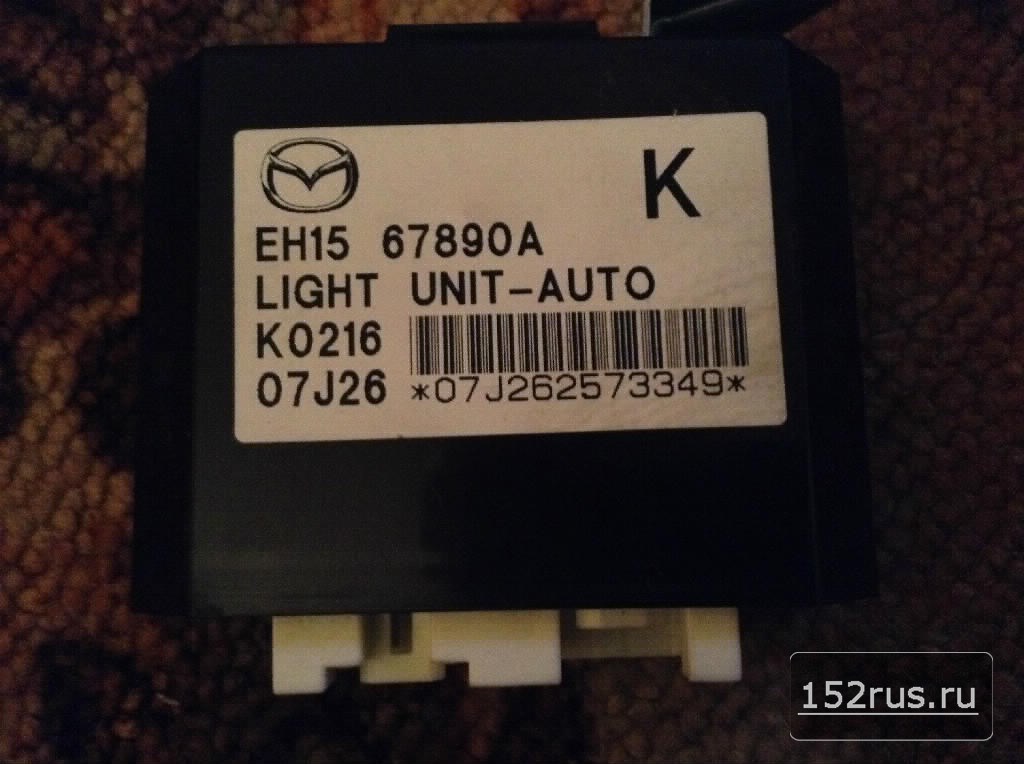 K
EH15 67890A
LIGHT UNIT-AUTO
K0216
07J26 *07J262573349*
152rus.ru